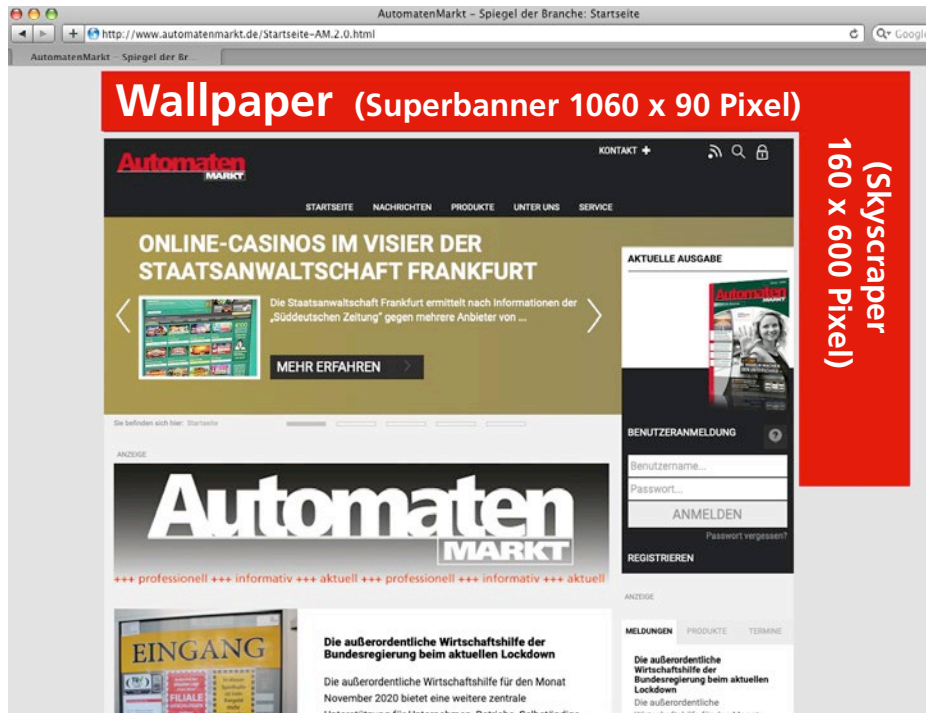 AutomatenMarkt – Spiegel der Branche: Startseite
http://www.automatenmarkt.de/Startseite-AM.2.0.html
Google
AutomatenMarkt – Spiegel der Br...
Wallpaper (Superbanner 1060 x 90 Pixel)
(Skyscraper
160 x 600 Pixel)
Automaten
MARKT
KONTAKT +
STARTSEITE NACHRICHTEN PRODUKTE UNTER UNS SERVICE
ONLINE-CASINOS IM VISIER DER
STAATSANWALTSCHAFT FRANKFURT
Die Staatsanwaltschaft Frankfurt ermittelt nach Informationen der
„Süddeutschen Zeitung“ gegen mehrere Anbieter von ...
MEHR ERFAHREN
AKTUELLE AUSGABE
Automaten
MARKT
Sie befinden sich hier: Startseite
BENUTZERANMELDUNG ?
Benutzername...
Passwort...
ANMELDEN
Passwort vergessen?
REGISTRIEREN
ANZEIGE
Automaten
MARKT
+++ professionell +++ informativ +++ aktuell +++ professionell +++ informativ +++ aktuell
ANZEIGE
MELDUNGEN PRODUKTE TERMINE
EINGANG
FILIALE
Die außerordentliche Wirtschaftshilfe der
Bundesregierung beim aktuellen Lockdown
Die außerordentliche Wirtschaftshilfe für den Monat
November 2020 bietet eine weitere zentrale
Die außerordentliche
Wirtschaftshilfe der
Bundesregierung beim aktuellen
Lockdown
Die außerordentliche